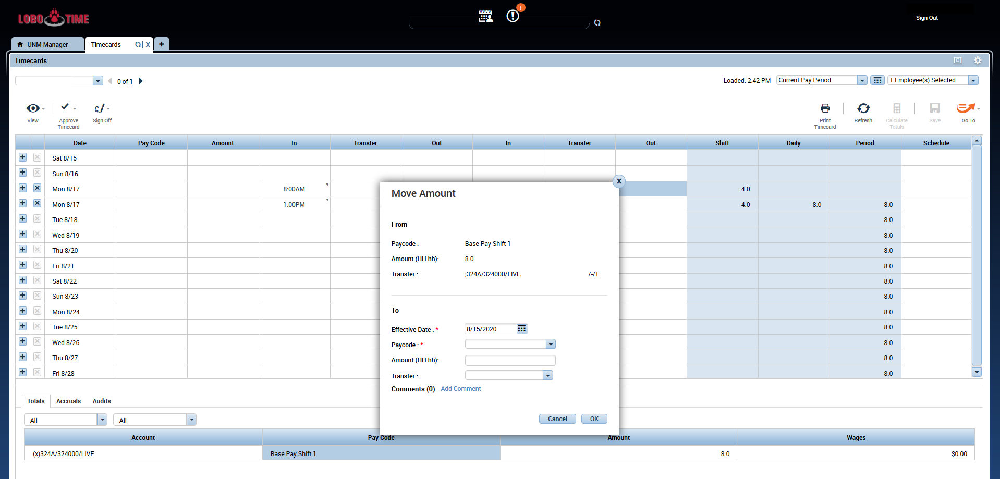 LOBO TIME
1
Sign Out
UNM Manager
Timecards
X
+
Timecards
0 of 1
Loaded: 2:42 PM
Current Pay Period
1 Employee(s) Selected
View
Approve
Timecard
Sign Off
Print
Timecard
Refresh
Calculate
Totals
Save
Go To
Date Pay Code Amount In Transfer Out In Transfer Out Shift Daily Period Schedule
Sat 8/15
Sun 8/16
Mon 8/17 8:00AM 4.0
Mon 8/17 1:00PM 4.0 8.0 8.0
Tue 8/18 8.0
Wed 8/19 8.0
Thu 8/20 8.0
Fri 8/21 8.0
Sat 8/22 8.0
Sun 8/23 8.0
Mon 8/24 8.0
Tue 8/25 8.0
Wed 8/26 8.0
Thu 8/27 8.0
Fri 8/28 8.0
X
Move Amount
From
Paycode : Base Pay Shift 1
Amount (HH.hh): 8.0
Transfer : ;324A/324000/LIVE /-/1
To
Effective Date : * 8/15/2020
Paycode : *
Amount (HH.hh):
Transfer :
Comments (0) Add Comment
Cancel OK
Totals Accruals Audits
All All
Account Pay Code Amount Wages
(x)324A/324000/LIVE Base Pay Shift 1 8.0 $0.00